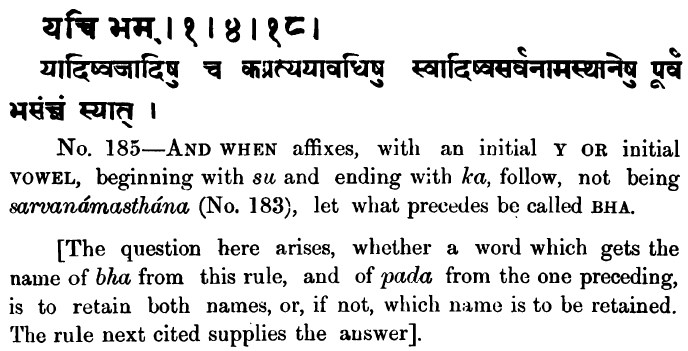 यचि भम् । १ । ४ । १८ ।
यादिष्वजादिषु च कप्रत्ययावधिषु स्वादिष्वसर्वनामस्थानेषु पूर्वं
भसंज्ञं स्यात् ।
No. 185—AND WHEN affixes, with an initial Y OR initial
VOWEL, beginning with su and ending with ka, follow, not being
sarvanámasthána (No. 183), let what precedes be called BHA.
[The question here arises, whether a word which gets the
name of bha from this rule, and of pada from the one preceding,
is to retain both names, or, if not, which name is to be retained.
The rule next cited supplies the answer].